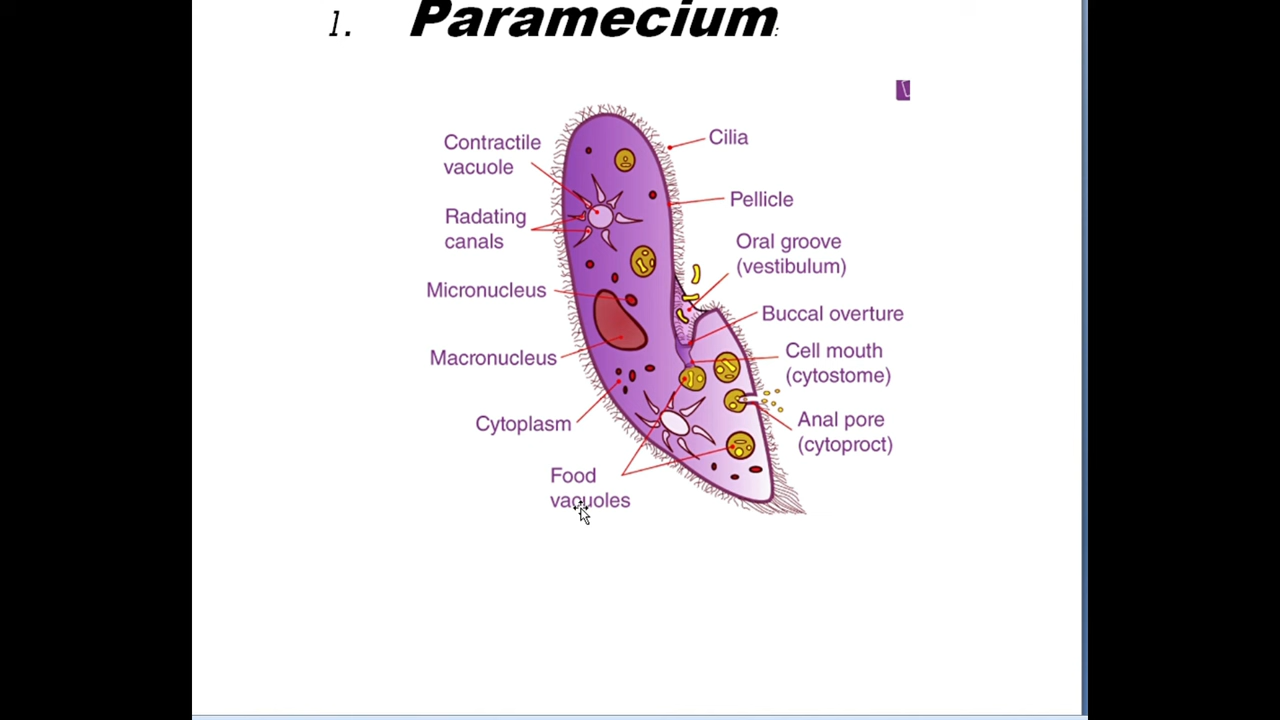 1. Paramecium:
Contractile
vacuole
Radating
canals
Micronucleus
Macronucleus
Cytoplasm
Food
vacuoles
Cilia
Pellicle
Oral groove
(vestibulum)
Buccal overture
Cell mouth
(cytostome)
Anal pore
(cytoproct)